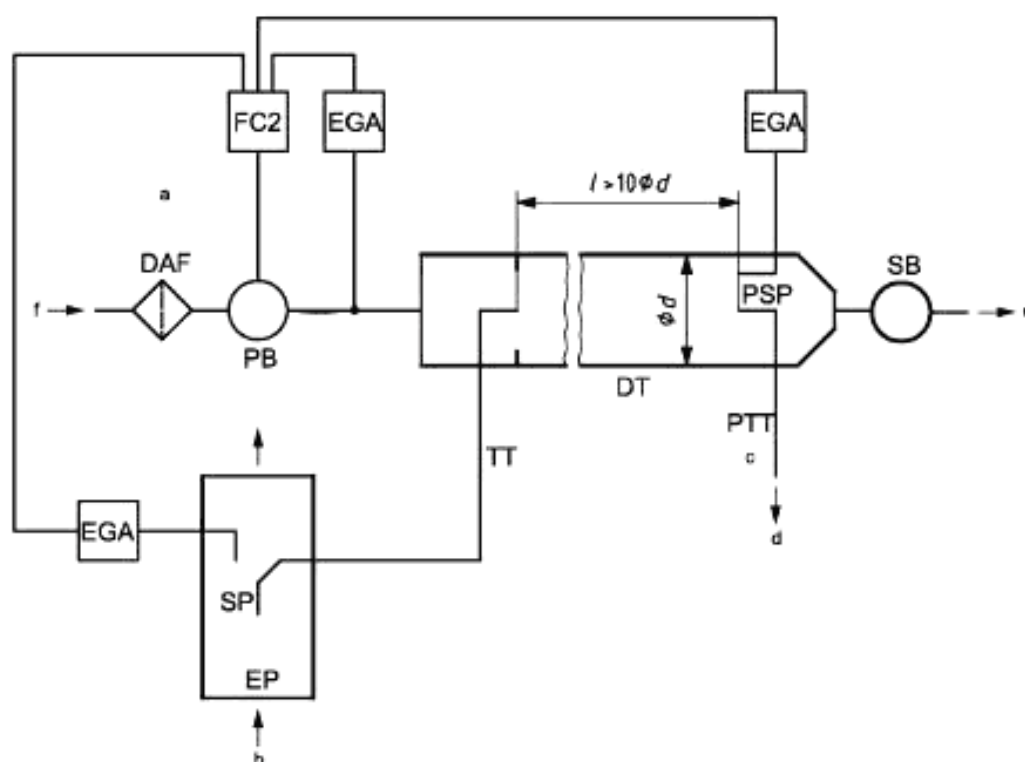 FC2 EGA EGA
l > 10 ϕ d
a
DAF
SB
PSP
f
ϕ d
PB
DT
PTT
TT
c
EGA
d
SP
EP